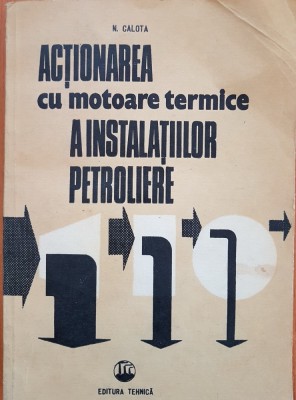 N. CALOTA
ACȚIONAREA
cu motoare termice
A INSTALAȚIILOR
PETROLIERE
EDITURA TEHNICĂ